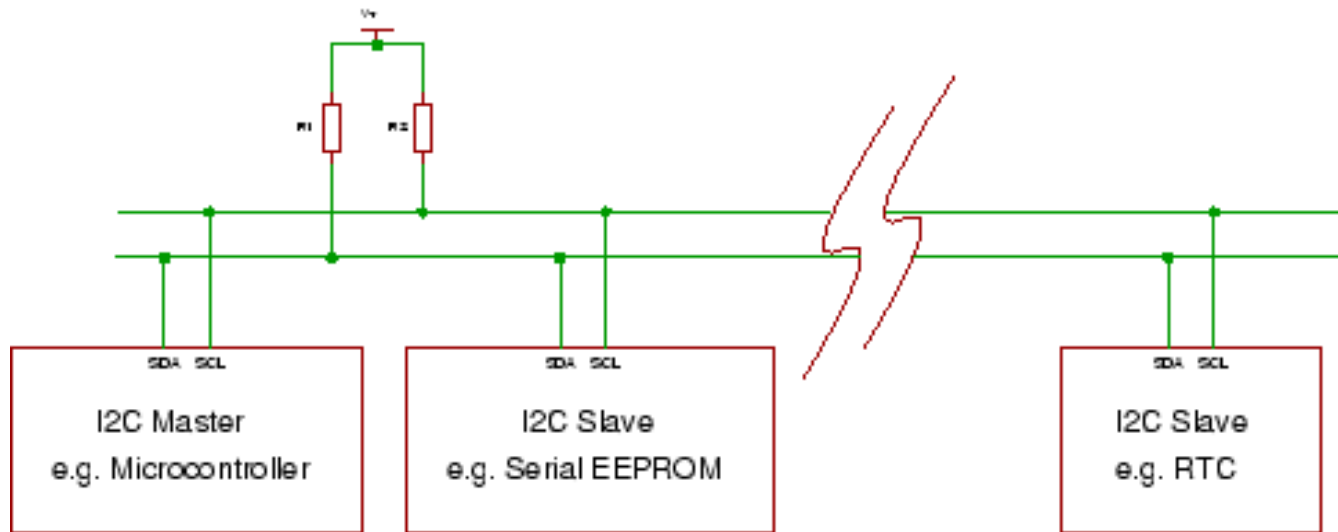 V+
R1
R2
SDA SCL
I2C Master
e.g. Microcontroller
SDA SCL
I2C Slave
e.g. Serial EEPROM
SDA SCL
I2C Slave
e.g. RTC